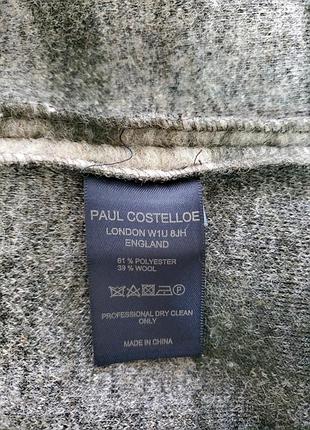 PAUL COSTELLOE
LONDON W1U 8JH
ENGLAND
61 % POLYESTER
39 % WOOL
P
PROFESSIONAL DRY CLEAN
ONLY
MADE IN CHINA